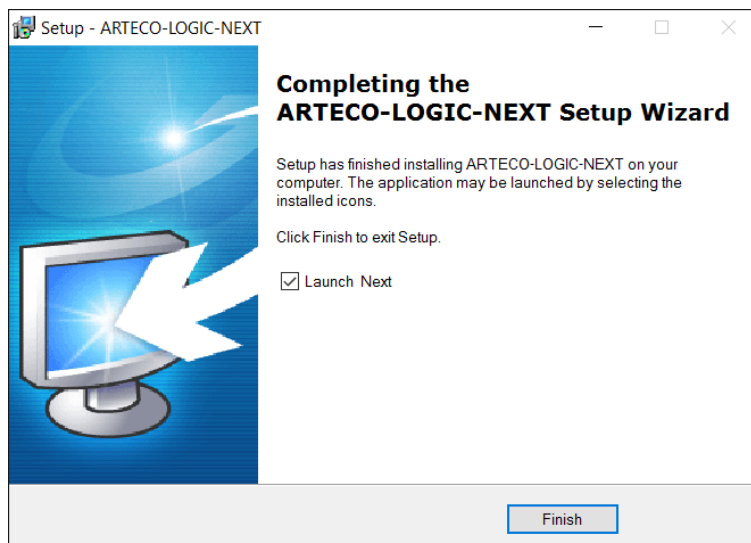 Setup - ARTECO-LOGIC-NEXT
Completing the
ARTECO-LOGIC-NEXT Setup Wizard
Setup has finished installing ARTECO-LOGIC-NEXT on your
computer. The application may be launched by selecting the
installed icons.
Click Finish to exit Setup.
Launch Next
Finish